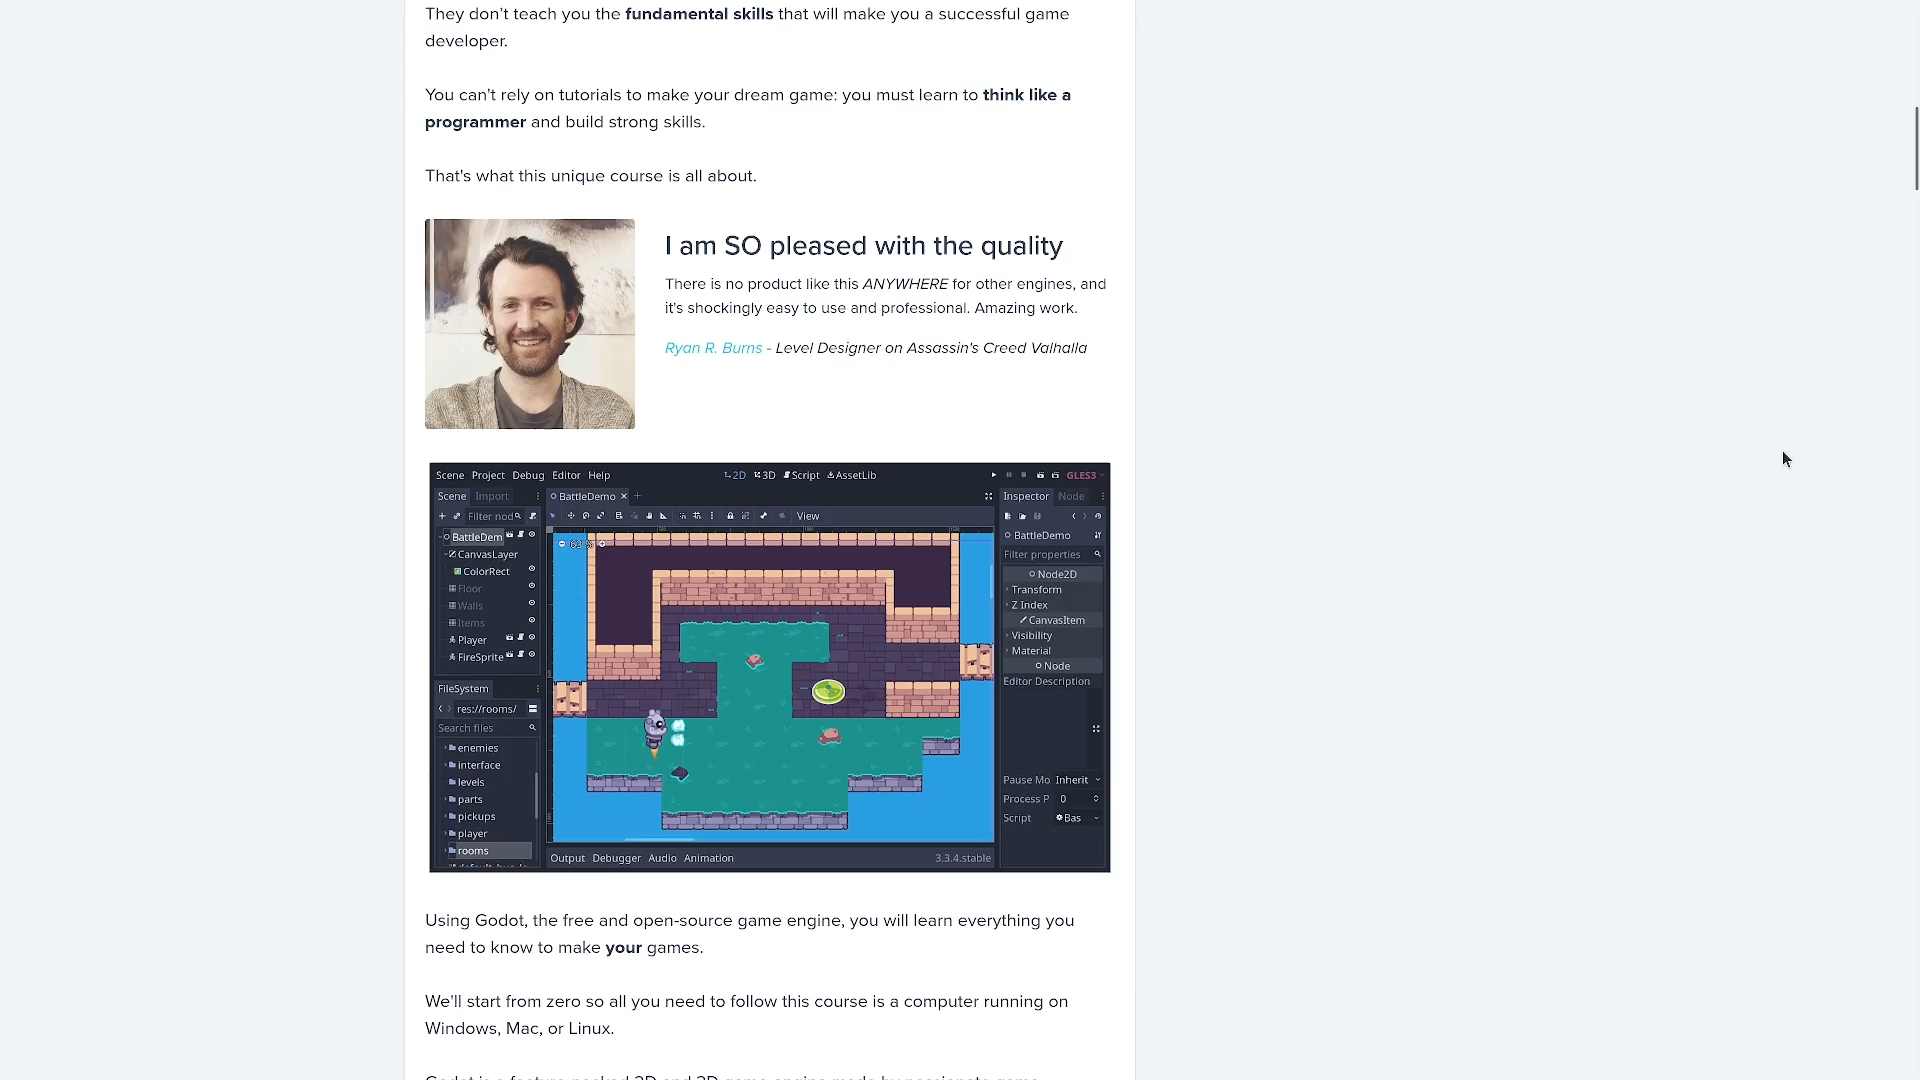 They don't teach you the fundamental skills that will make you a successful game
developer.
You can't rely on tutorials to make your dream game: you must learn to think like a
programmer and build strong skills.
That's what this unique course is all about.
I am SO pleased with the quality
There is no product like this ANYWHERE for other engines, and
it's shockingly easy to use and professional. Amazing work.
Ryan R. Burns - Level Designer on Assassin's Creed Valhalla
Scene Project Debug Editor Help
2D 3D Script AssetLib
GLES3
Scene Import
BattleDemo
Inspector Node
Filter nod
View
BattleDem
BattleDemo
63 %
CanvasLayer
Filter properties
ColorRect
Node2D
Floor
Transform
Walls
Z Index
Items
CanvasItem
Player
Visibility
FireSprite
Material
Node
Editor Description
FileSystem
res://rooms/
Search files
enemies
interface
levels
parts
pickups
player
rooms
Pause Mo Inherit
Process P 0
Script Bas
Output Debugger Audio Animation
3.3.4.stable
Using Godot, the free and open-source game engine, you will learn everything you
need to know to make your games.
We'll start from zero so all you need to follow this course is a computer running on
Windows, Mac, or Linux.